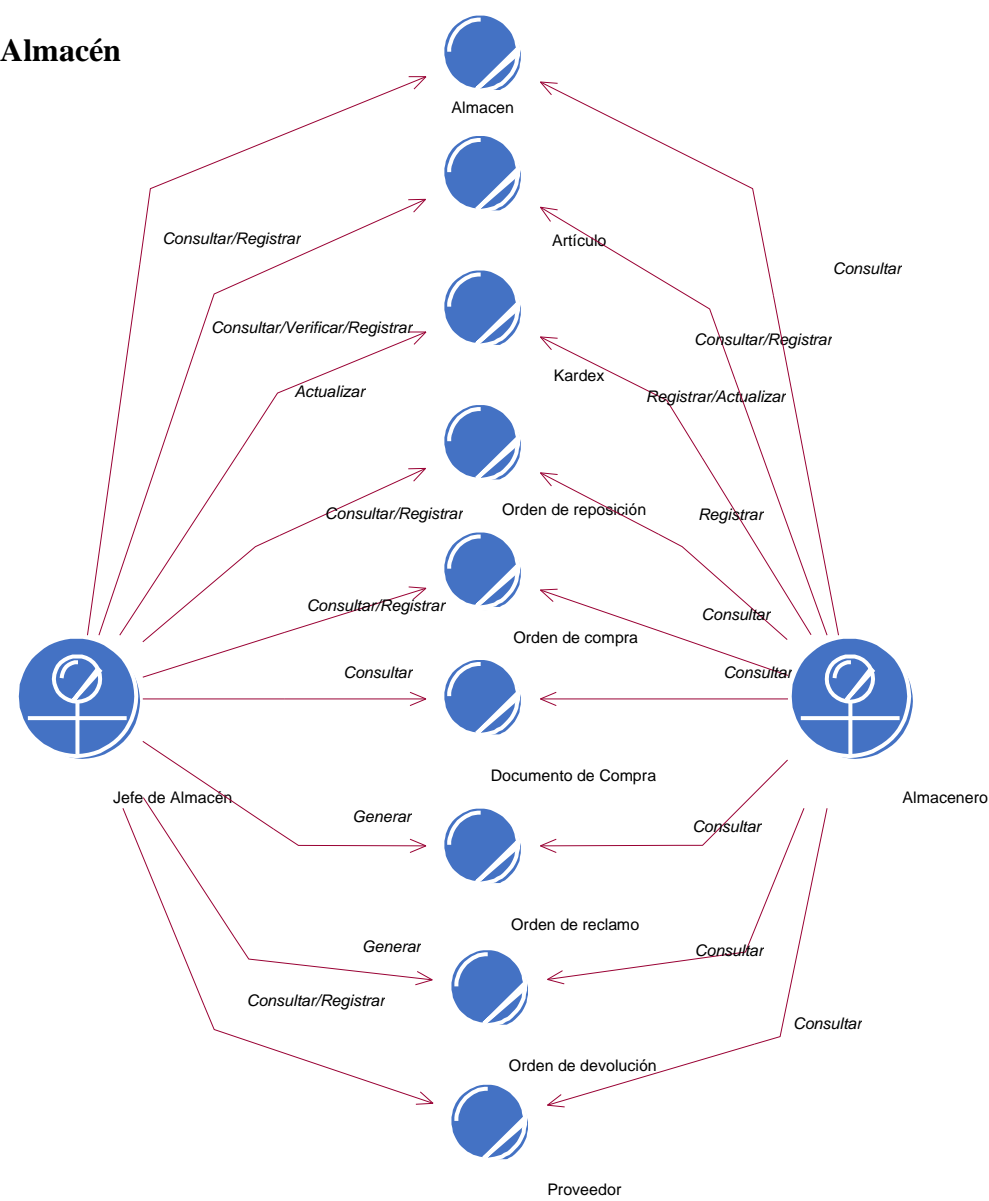 Almacén
Almacen
Consultar/Registrar
Artículo
Consultar
Consultar/Verificar/Registrar
Consultar/Registrar
Kardex
Actualizar
Registrar/Actualizar
Consultar/Registrar
Orden de reposición
Registrar
Consultar/Registrar
Consultar
Orden de compra
Consultar
Consultar
Documento de Compra
Jefe de Almacén
Almacenero
Generar
Consultar
Orden de reclamo
Generar
Consultar
Consultar/Registrar
Consultar
Orden de devolución
Proveedor